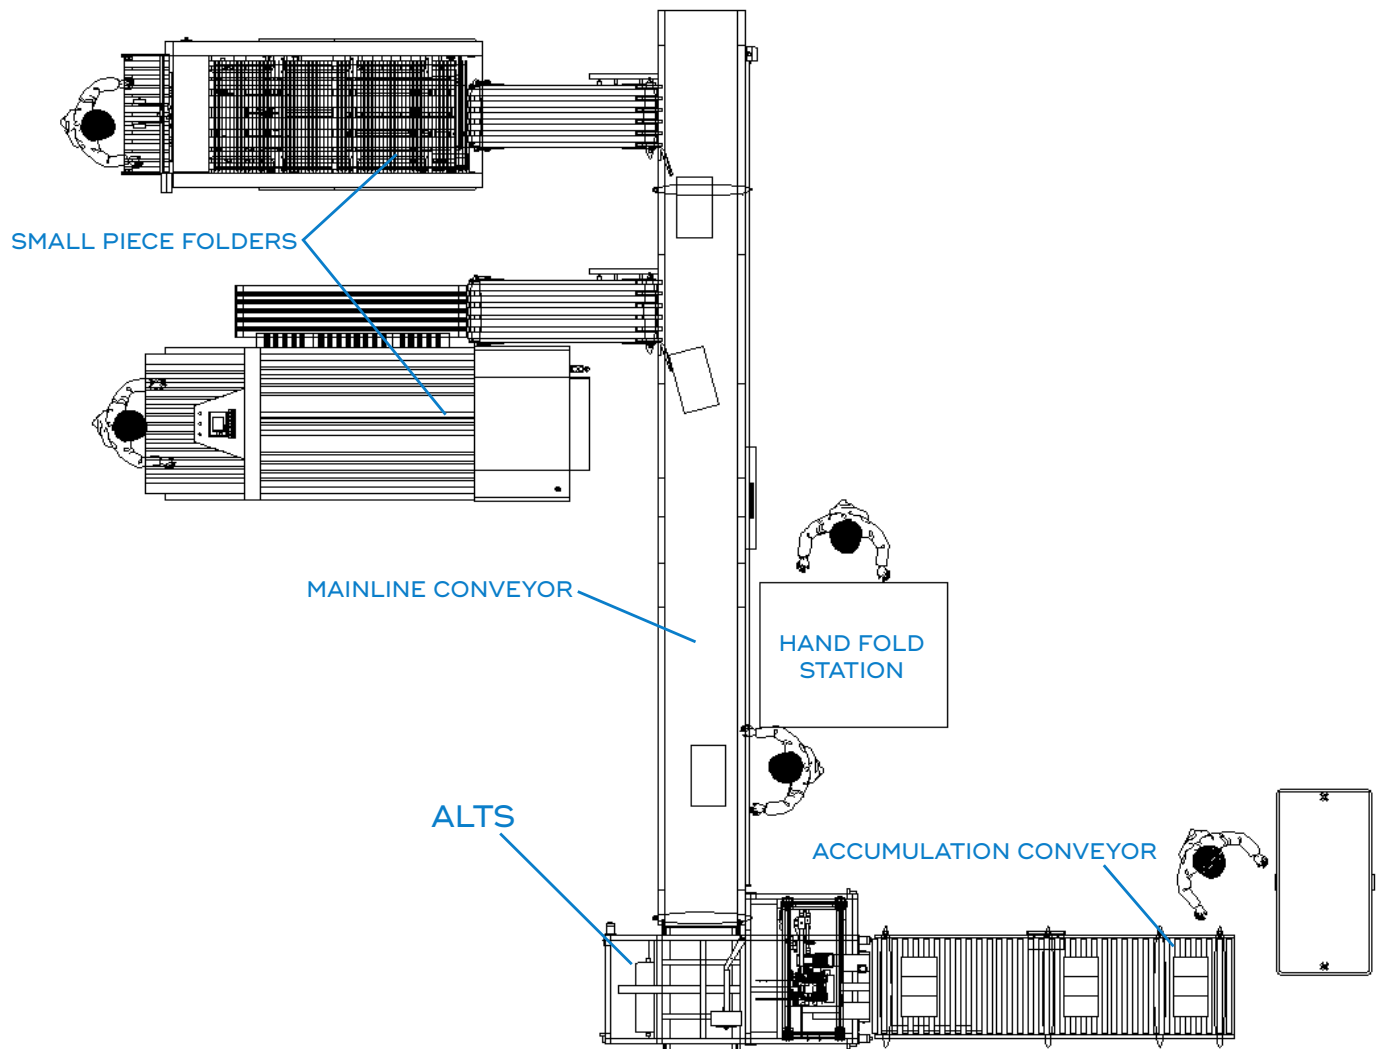 SMALL PIECE FOLDERS
MAINLINE CONVEYOR
HAND FOLD
STATION
ALTS
ACCUMULATION CONVEYOR